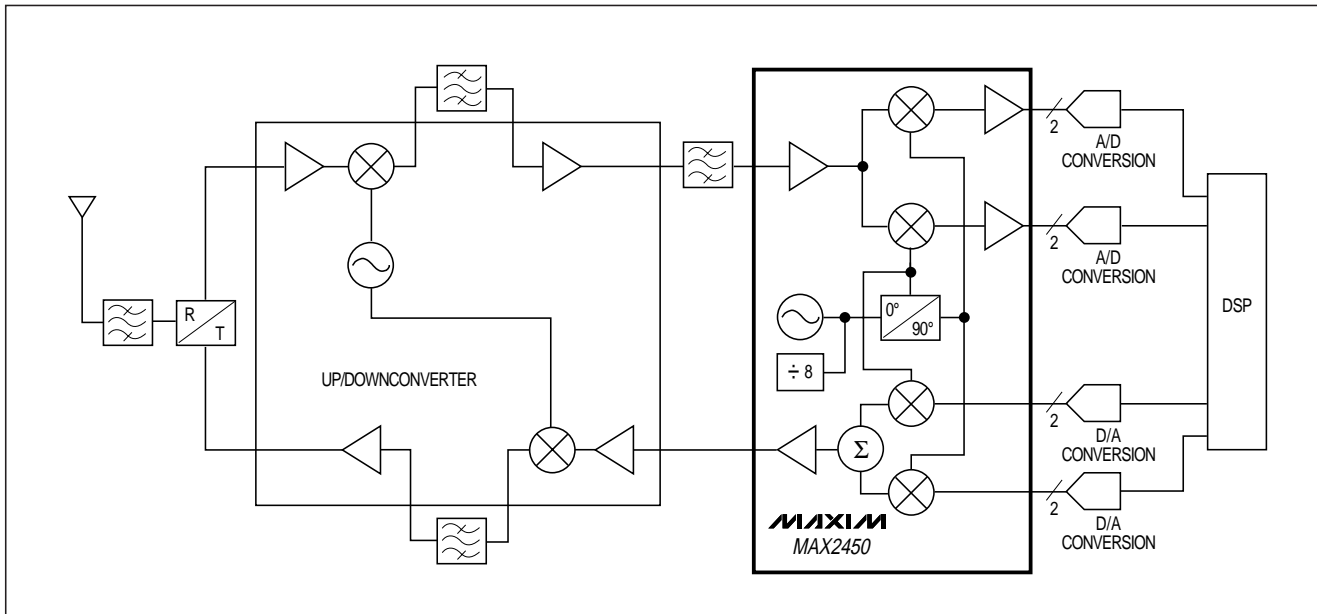 2
A/D
CONVERSION
2
A/D
CONVERSION
DSP
R
T
0°
90°
÷ 8
UP/DOWNCONVERTER
Σ
2
D/A
CONVERSION
2
D/A
CONVERSION
MAXIM
MAX2450